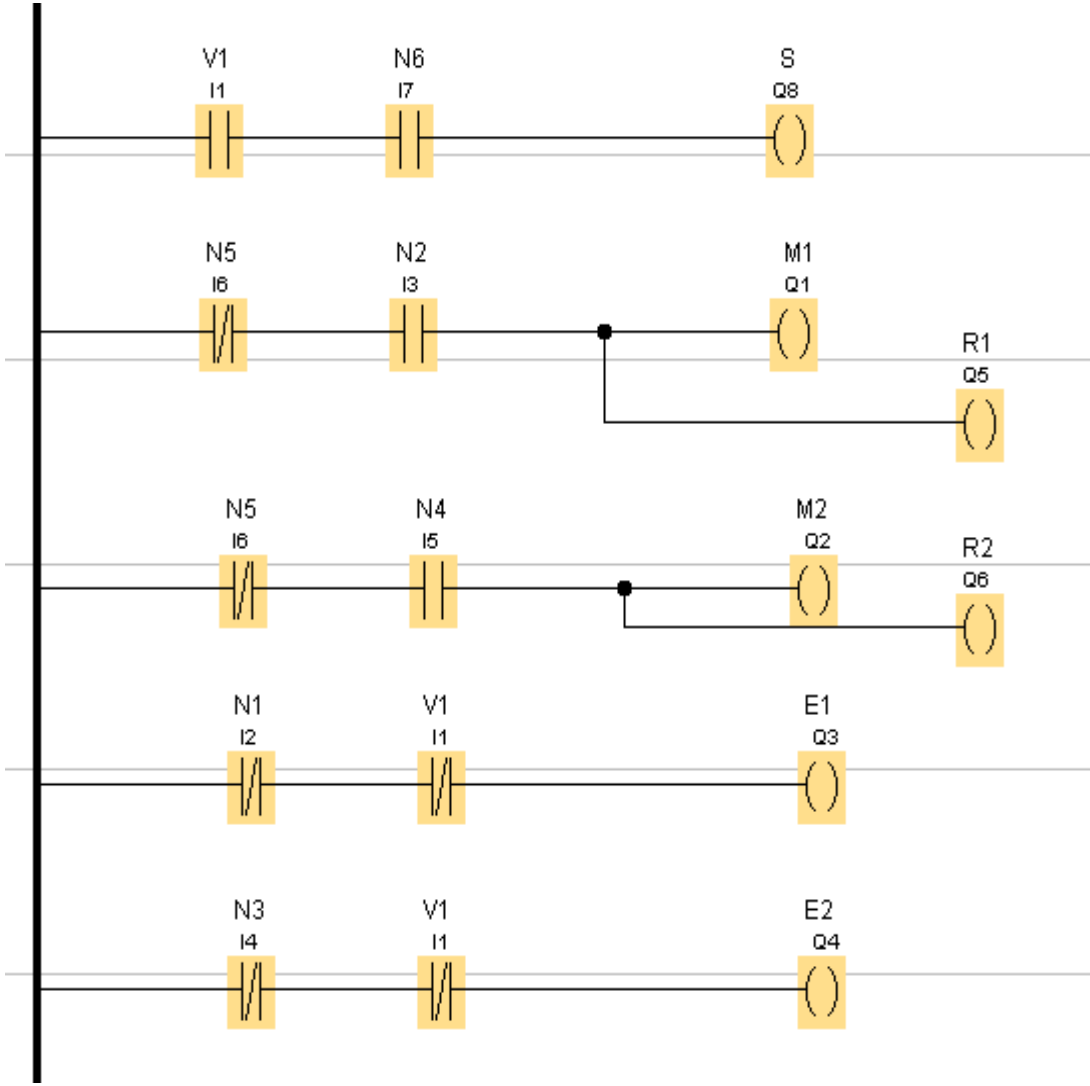 V1 N6 S
I1 I7 Q8
N5 N2 M1
I6 I3 Q1
R1
Q5
N5 N4 M2
I6 I5 Q2
R2
Q6
N1 V1 E1
I2 I1 Q3
N3 V1 E2
I4 I1 Q4